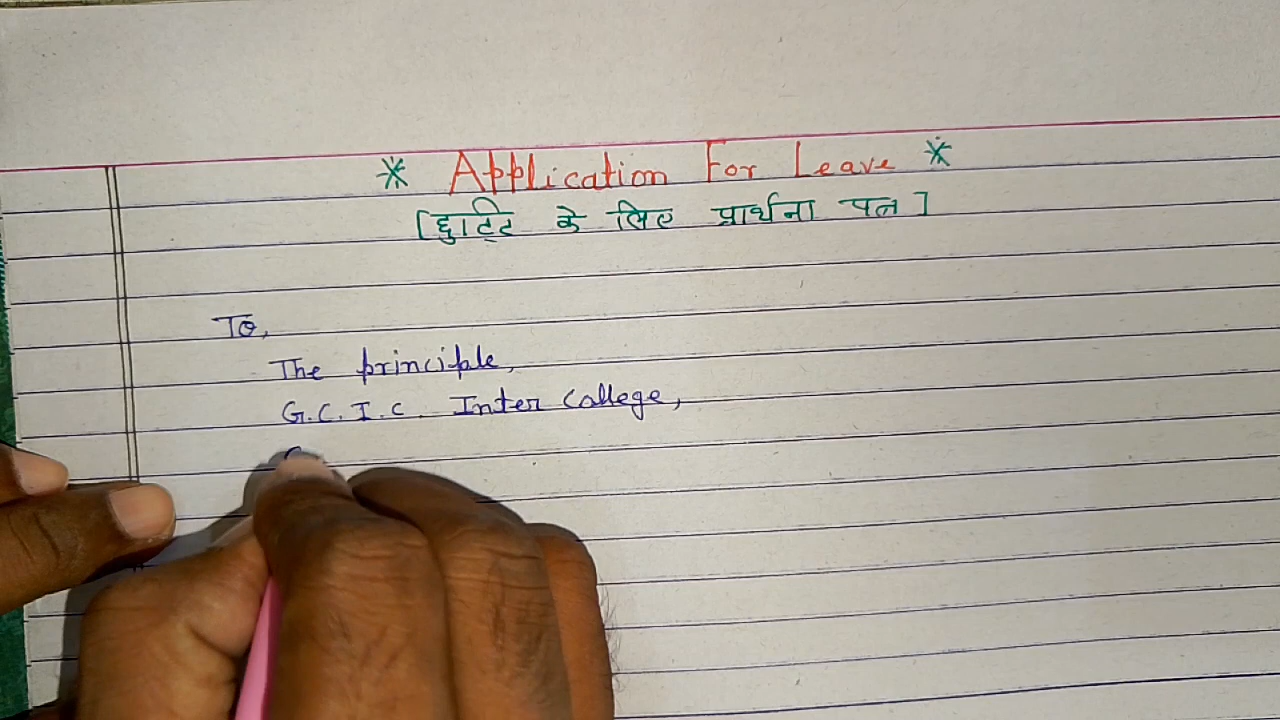 * Application For Leave *
[छुट्टि के लिए प्रार्थना पत्र]
To,
The principle,
G.C.I.C. Inter College,